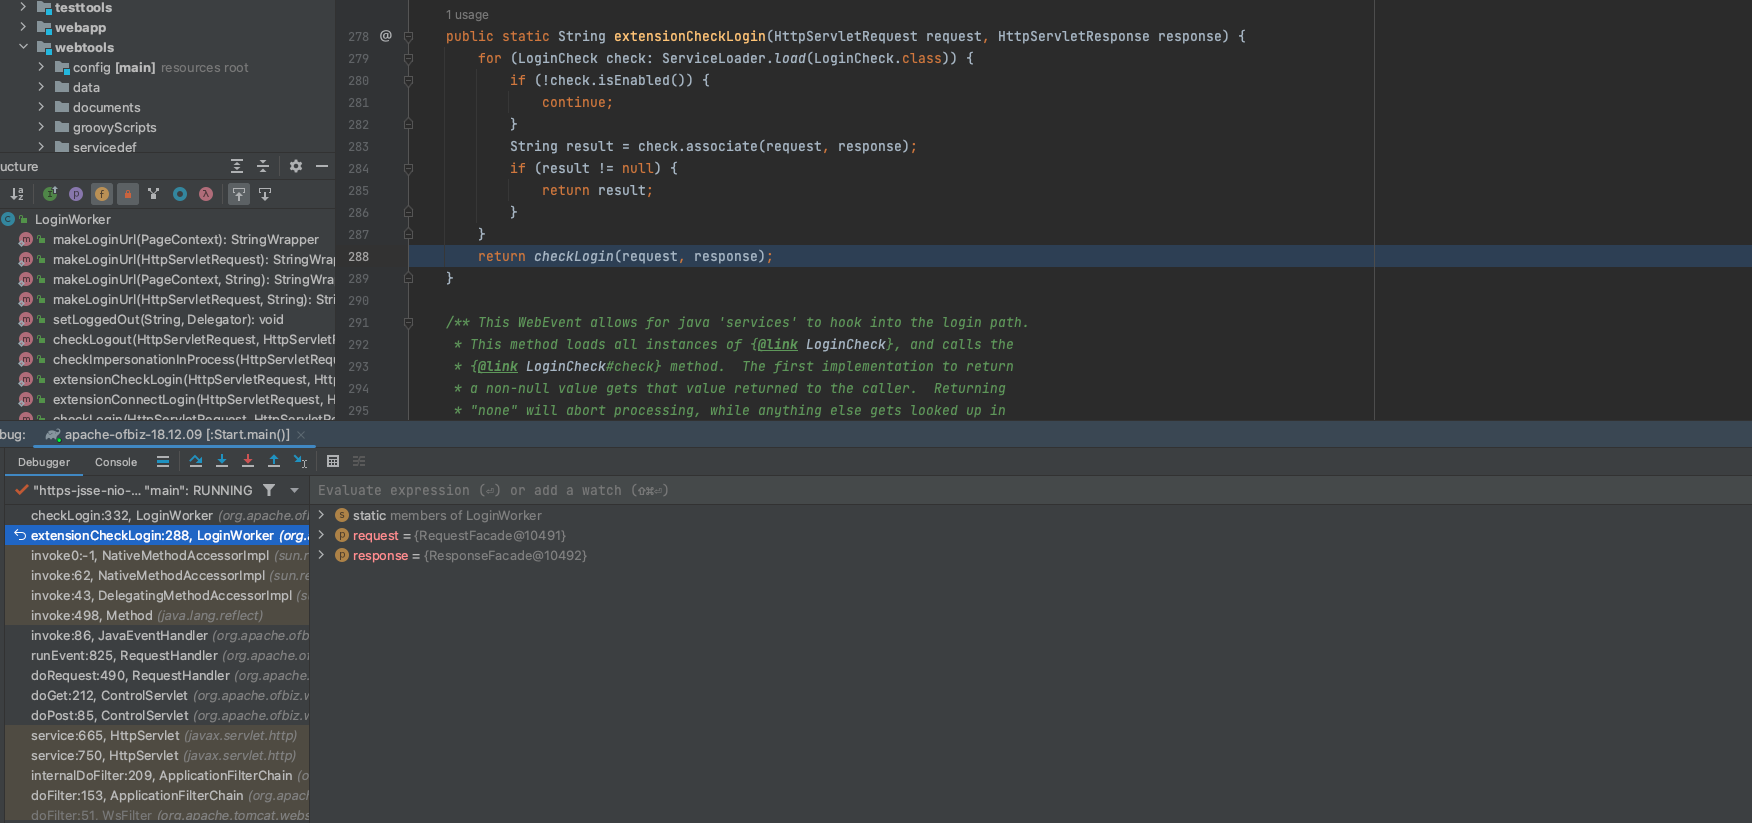 testtools
webapp
webtools
config [main] resources root
data
documents
groovyScripts
servicedef
ucture
LoginWorker
makeLoginUrl(PageContext): StringWrapper
makeLoginUrl(HttpServletRequest): StringWrap
makeLoginUrl(PageContext, String): StringWra
makeLoginUrl(HttpServletRequest, String): Stri
setLoggedOut(String, Delegator): void
checkLogout(HttpServletRequest, HttpServletR
checkImpersonationInProcess(HttpServletRequ
extensionCheckLogin(HttpServletRequest, Htt
extensionConnectLogin(HttpServletRequest, H
checkLogin(HttpServletRequest, HttpServletRe
1 usage
278 @ public static String extensionCheckLogin(HttpServletRequest request, HttpServletResponse response) {
279 for (LoginCheck check: ServiceLoader.load(LoginCheck.class)) {
280 if (!check.isEnabled()) {
281 continue;
282 }
283 String result = check.associate(request, response);
284 if (result != null) {
285 return result;
286 }
287 }
288 return checkLogin(request, response);
289 }
290
291 /** This WebEvent allows for java 'services' to hook into the login path.
292 * This method loads all instances of {@link LoginCheck}, and calls the
293 * {@link LoginCheck#check} method.  The first implementation to return
294 * a non-null value gets that value returned to the caller.  Returning
295 * "none" will abort processing, while anything else gets looked up in
bug: apache-ofbiz-18.12.09 [:Start.main()]
Debugger Console
"https-jsse-nio-... "main": RUNNING
Evaluate expression (⏎) or add a watch (⇧⌘⏎)
checkLogin:332, LoginWorker (org.apache.ofb
extensionCheckLogin:288, LoginWorker (org.
invoke0:-1, NativeMethodAccessorImpl (sun.r
invoke:62, NativeMethodAccessorImpl (sun.re
invoke:43, DelegatingMethodAccessorImpl (s
invoke:498, Method (java.lang.reflect)
invoke:86, JavaEventHandler (org.apache.ofb
runEvent:825, RequestHandler (org.apache.of
doRequest:490, RequestHandler (org.apache.
doGet:212, ControlServlet (org.apache.ofbiz.w
doPost:85, ControlServlet (org.apache.ofbiz.w
service:665, HttpServlet (javax.servlet.http)
service:750, HttpServlet (javax.servlet.http)
internalDoFilter:209, ApplicationFilterChain (o
doFilter:153, ApplicationFilterChain (org.apach
doFilter:51, WsFilter (org.apache.tomcat.webs
static members of LoginWorker
request = {RequestFacade@10491}
response = {ResponseFacade@10492}